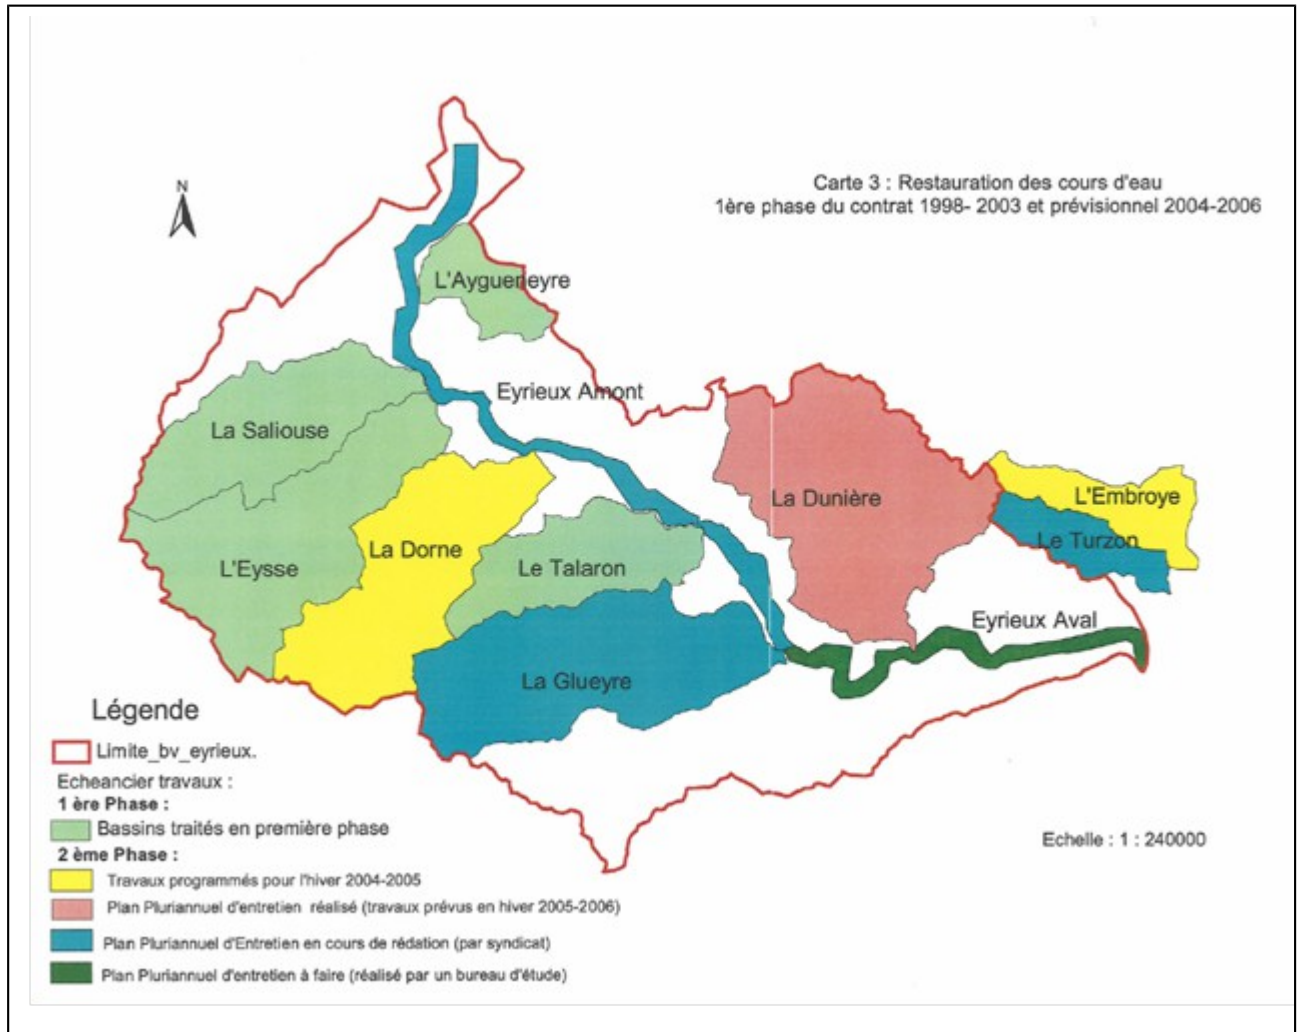 N
Carte 3 : Restauration des cours d'eau
1ère phase du contrat 1998- 2003 et prévisionnel 2004-2006
L'Aygueneyre
Eyrieux Amont
La Saliouse
La Dunière
L'Embroye
Le Turzon
La Dorne
L'Eysse
Le Talaron
Eyrieux Aval
La Glueyre
Légende
Limite_bv_eyrieux.
Echeancier travaux :
1 ère Phase :
Bassins traités en première phase
2 ème Phase :
Travaux programmés pour l'hiver 2004-2005
Plan Pluriannuel d'entretien réalisé (travaux prévus en hiver 2005-2006)
Plan Pluriannuel d'Entretien en cours de rédation (par syndicat)
Plan Pluriannuel d'entretien à faire (réalisé par un bureau d'étude)
Echelle : 1 : 240000